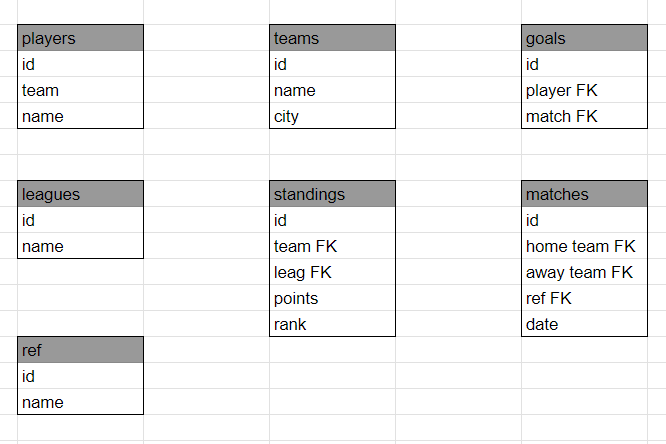 players
id
team
name
teams
id
name
city
goals
id
player FK
match FK
leagues
id
name
standings
id
team FK
leag FK
points
rank
matches
id
home team FK
away team FK
ref FK
date
ref
id
name